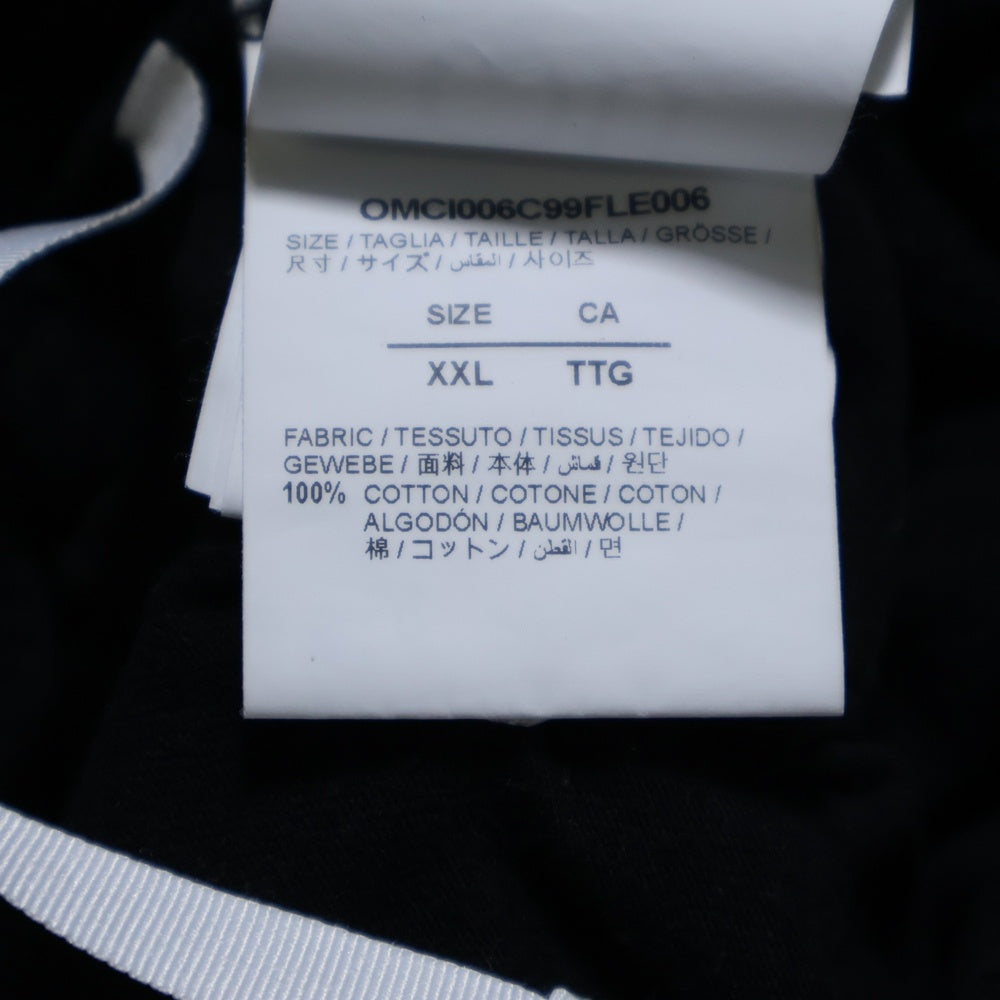 OMCI006C99FLE006
SIZE / TAGLIA / TAILLE / TALLA / GRÖSSE /
尺寸 / サイズ / المقاس / 사이즈
SIZE CA
XXL TTG
FABRIC / TESSUTO / TISSUS / TEJIDO /
GEWEBE / 面料 / 本体 / قماش / 원단
100% COTTON / COTONE / COTON /
ALGODÓN / BAUMWOLLE /
棉 / コットン / القطن / 면